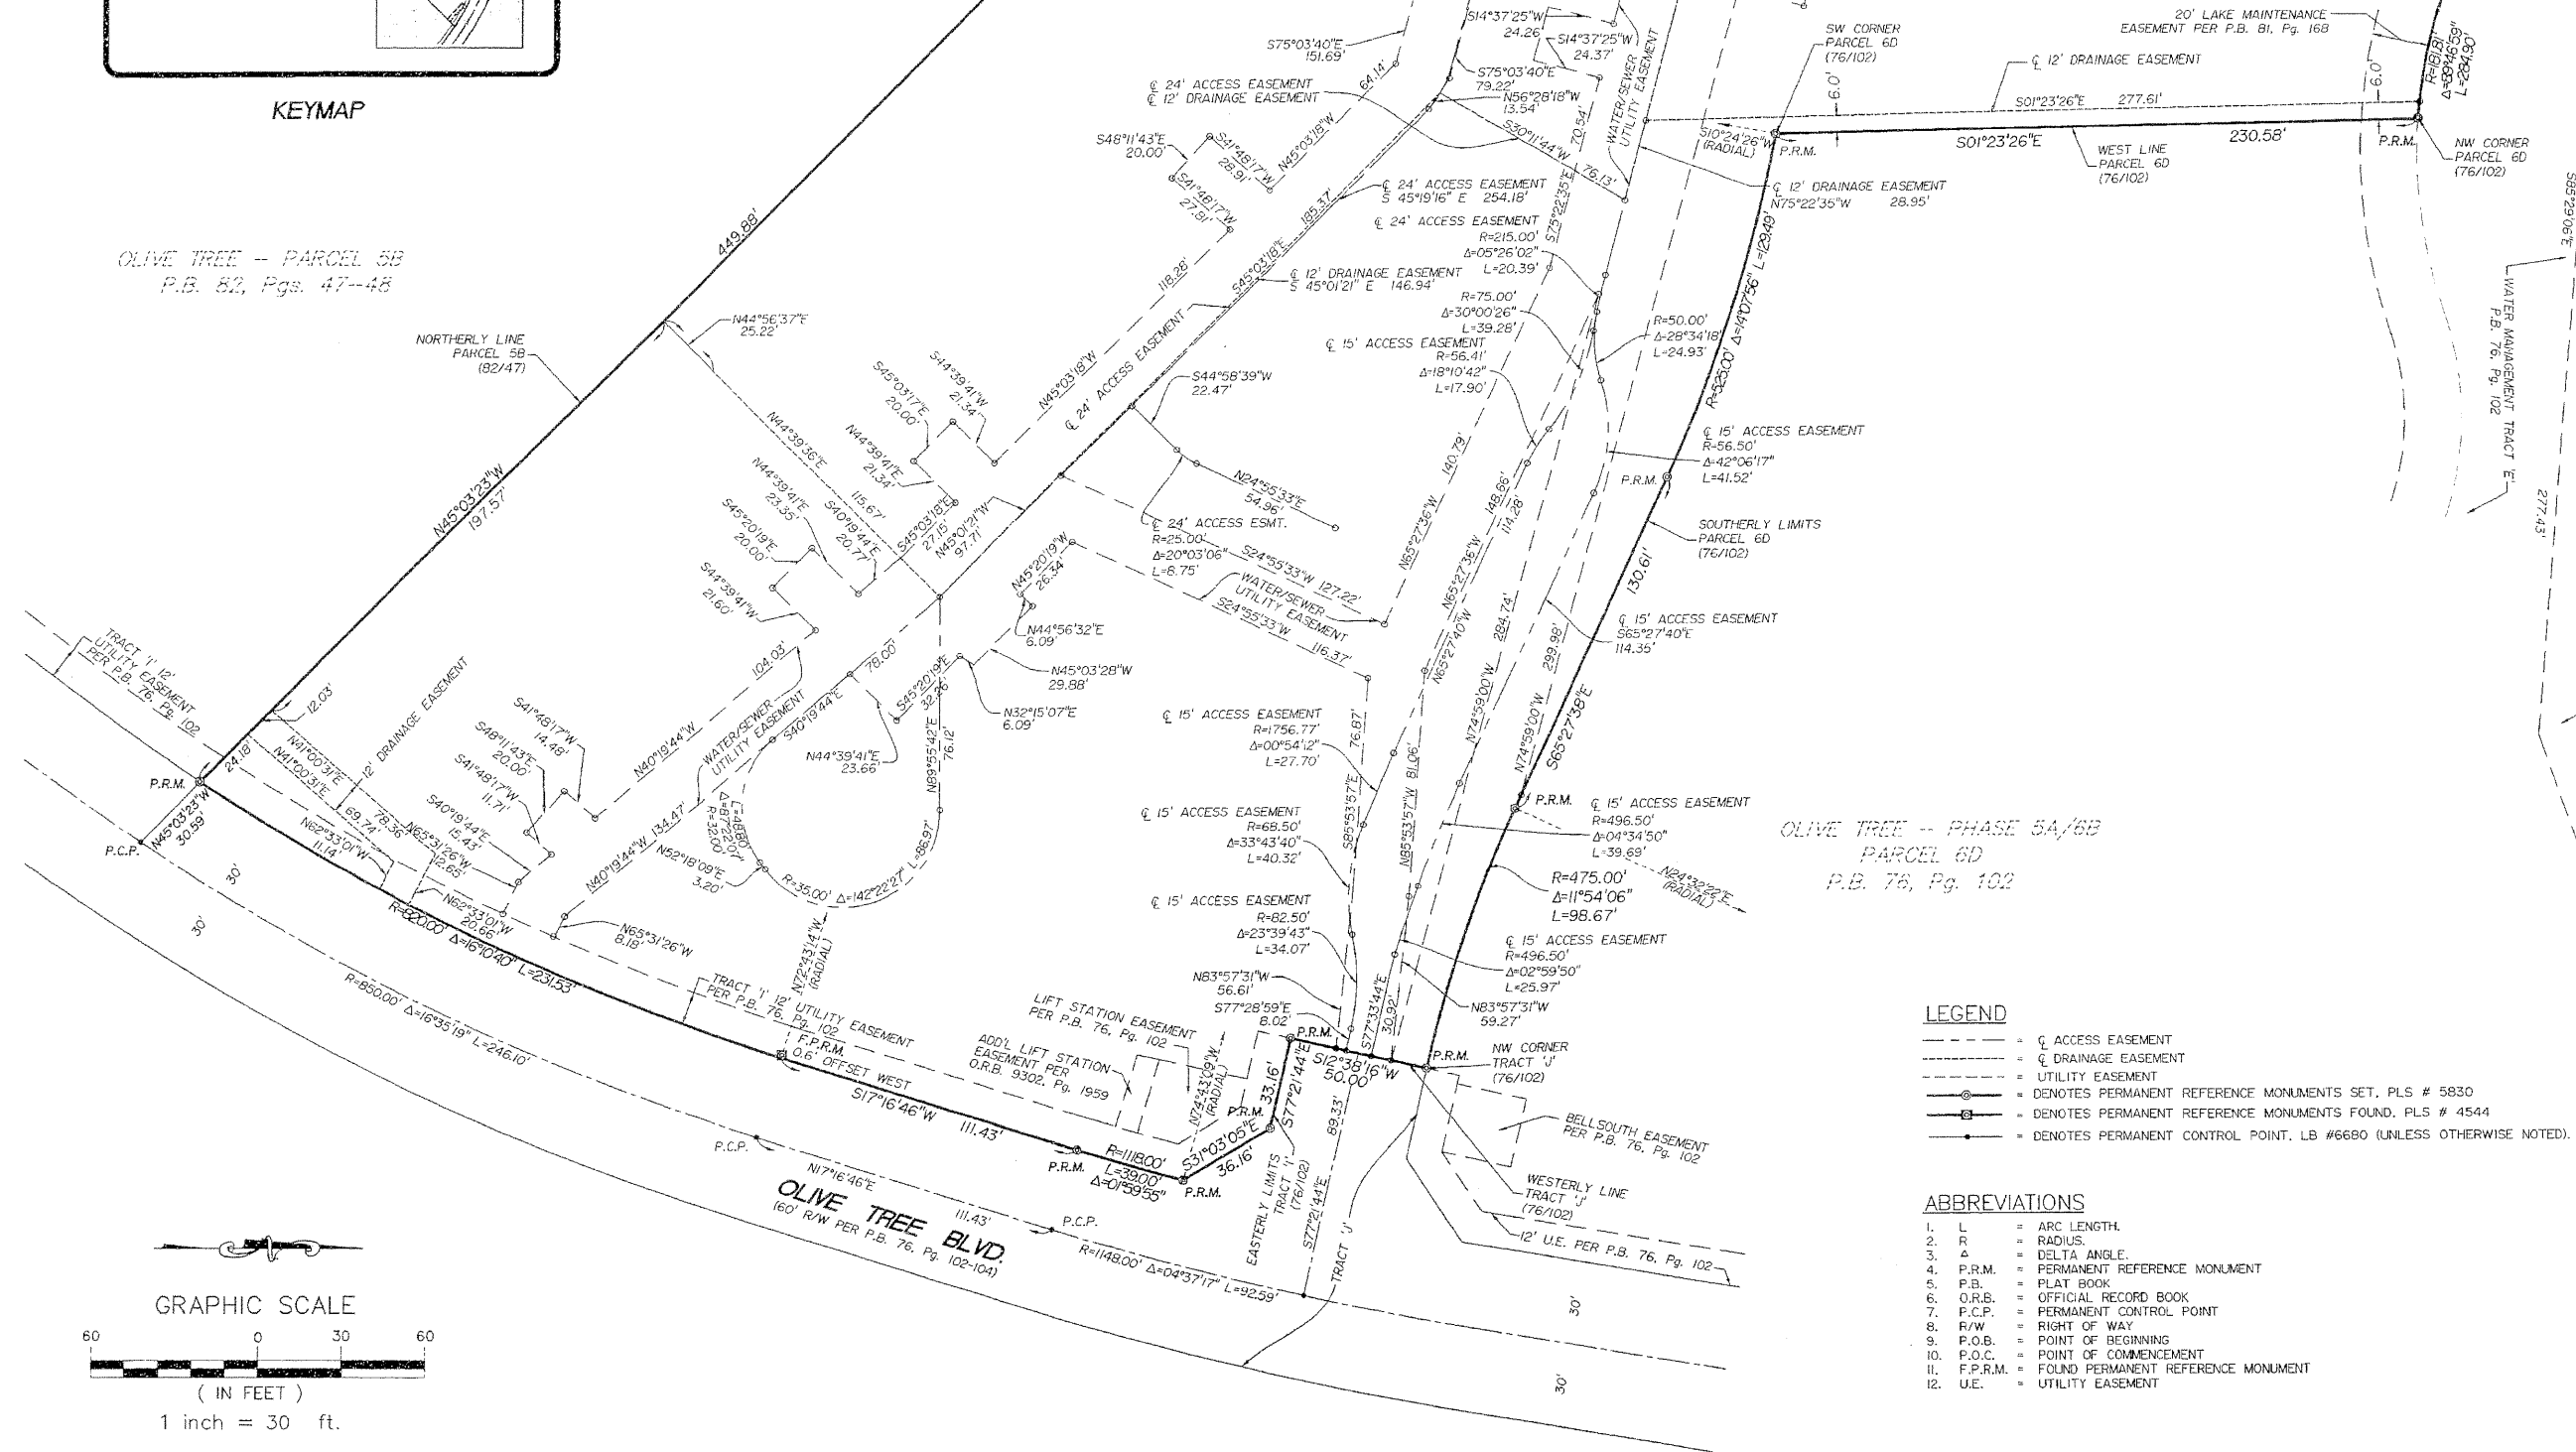 KEYMAP
OLIVE TREE -- PARCEL 5B
P.B. 82, Pgs. 47--48
NORTHERLY LINE
PARCEL 5B
(82/47)
449.88'
N45°03'23"W
197.57'
N44°56'37"E
25.22'
N44°39'36"E
115.67'
S75°03'40"E
151.69'
64.14'
N45°03'18"W
℄ 24' ACCESS EASEMENT
℄ 12' DRAINAGE EASEMENT
S48°11'43"E
20.00'
S41°48'17"W
28.91'
S41°48'17"W
27.81'
118.28'
N45°03'18"W
S14°37'25"W
24.26'
S14°37'25"W
24.37'
S75°03'40"E
79.22'
N56°28'18"W
13.54'
S30°11'44"W
76.13'
70.54'
S75°22'35"E
WATER/SEWER
UTILITY EASEMENT
185.37'
S45°03'18"E
℄ 24' ACCESS EASEMENT
S 45°19'16" E 254.18'
℄ 24' ACCESS EASEMENT
R=215.00'
Δ=05°26'02"
L=20.39'
℄ 12' DRAINAGE EASEMENT
S 45°01'21" E 146.94'
R=75.00'
Δ=30°00'26"
L=39.28'
℄ 15' ACCESS EASEMENT
R=56.41'
Δ=18°10'42"
L=17.90'
R=50.00'
Δ=28°34'18"
L=24.93'
SW CORNER
PARCEL 6D
(76/102)
S10°24'26"W
(RADIAL)
P.R.M.
6.0'
℄ 12' DRAINAGE EASEMENT
20' LAKE MAINTENANCE
EASEMENT PER P.B. 81, Pg. 168
R=181.81'
Δ=89°46'59"
L=284.90'
6.0'
S01°23'26"E 277.61'
S01°23'26"E 230.58'
WEST LINE
PARCEL 6D
(76/102)
P.R.M.
NW CORNER
PARCEL 6D
(76/102)
℄ 12' DRAINAGE EASEMENT
N75°22'35"W 28.95'
S85°29'06"E
277.43'
WATER MANAGEMENT TRACT 'E'
P.B. 76, Pg. 102
R=525.00' Δ=14°07'56" L=129.49'
℄ 15' ACCESS EASEMENT
R=56.50'
Δ=42°06'17"
L=41.52'
P.R.M.
SOUTHERLY LIMITS
PARCEL 6D
(76/102)
130.61'
S65°27'38"E
℄ 15' ACCESS EASEMENT
S65°27'40"E
114.35'
℄ 24' ACCESS EASEMENT
S44°58'39"W
22.47'
N24°55'33"E
54.96'
℄ 24' ACCESS ESMT.
R=25.00'
Δ=20°03'06"
L=8.75'
S24°55'33"W 127.22'
WATER/SEWER
UTILITY EASEMENT
S24°55'33"W
116.37'
140.79'
N65°27'36"W
148.66'
114.28'
N65°27'36"W
N65°27'40"W
284.74'
N74°59'00"W
299.98'
N74°59'00"W
S44°39'41"W
21.34'
S45°03'17"E
20.00'
N44°39'41"E
21.34'
N44°39'41"E
23.35'
S40°19'44"E
20.77'
S45°20'19"E
20.00'
S44°39'41"W
21.60'
S45°03'18"E
27.15'
N45°01'21"W
97.71'
N45°20'19"W
26.34'
N44°56'32"E
6.09'
N45°03'28"W
29.88'
N32°15'07"E
6.09'
S45°20'19"E
32.26'
78.00'
N44°39'41"E
23.66'
N89°55'42"E
76.12'
104.03'
N40°19'44"W
WATER/SEWER
UTILITY EASEMENT
S40°19'44"E
L=48.80'
Δ=87°22'07"
R=32.00'
N52°18'09"E
3.20'
R=35.00' Δ=142°22'27" L=86.97'
N72°43'14"W
(RADIAL)
N40°19'44"W 134.47'
N65°31'26"W
8.18'
TRACT 'I' 12'
UTILITY EASEMENT
PER P.B. 76, Pg. 102
12' DRAINAGE EASEMENT
12.03'
24.18'
N41°00'31"E
N41°00'31"E
78.36'
69.74'
S41°48'17"W
14.48'
S48°11'43"E
20.00'
S41°48'17"W
11.71'
S40°19'44"E
15.43'
N65°31'26"W
12.65'
N62°33'01"W
11.14'
N62°33'01"W
20.66'
P.R.M.
P.C.P.
N45°03'23"W
30.59'
30'
30'
R=820.00' Δ=16°10'40" L=231.53'
R=850.00' Δ=16°35'19" L=246.10'
TRACT 'I' 12' UTILITY EASEMENT
PER P.B. 76, Pg. 102
F.P.R.M.
0.6' OFFSET WEST
S17°16'46"W
111.43'
P.C.P.
N17°16'46"E
111.43'
P.C.P.
OLIVE TREE BLVD.
(60' R/W PER P.B. 76, Pg. 102-104)
P.R.M.
R=1118.00'
L=39.00'
Δ=01°59'55"
P.R.M.
S31°03'05"E
36.16'
R=1148.00' Δ=04°37'17" L=92.59'
LIFT STATION EASEMENT
PER P.B. 76, Pg. 102
ADD'L LIFT STATION
EASEMENT PER
O.R.B. 9302, Pg. 1959
N74°43'09"W
(RADIAL)
P.R.M.
33.16'
S77°21'44"E
EASTERLY LIMITS
TRACT 'I'
(76/102)
89.33'
S77°21'44"E
TRACT 'J'
P.R.M.
S12°38'16"W
50.00'
℄ 15' ACCESS EASEMENT
R=1756.77'
Δ=00°54'12"
L=27.70'
℄ 15' ACCESS EASEMENT
R=68.50'
Δ=33°43'40"
L=40.32'
℄ 15' ACCESS EASEMENT
R=82.50'
Δ=23°39'43"
L=34.07'
N83°57'31"W
56.61'
S77°28'59"E
8.02'
76.87'
S85°53'57"E
N85°53'57"W 81.06'
S77°33'44"E
30.92'
P.R.M.
℄ 15' ACCESS EASEMENT
R=496.50'
Δ=04°34'50"
L=39.69'
N24°32'22"E
(RADIAL)
R=475.00'
Δ=11°54'06"
L=98.67'
℄ 15' ACCESS EASEMENT
R=496.50'
Δ=02°59'50"
L=25.97'
N83°57'31"W
59.27'
P.R.M.
NW CORNER
TRACT 'J'
(76/102)
BELLSOUTH EASEMENT
PER P.B. 76, Pg. 102
WESTERLY LINE
TRACT 'J'
(76/102)
12' U.E. PER P.B. 76, Pg. 102
30'
30'
OLIVE TREE -- PHASE 5A/6B
PARCEL 6D
P.B. 76, Pg. 102
LEGEND
= ℄ ACCESS EASEMENT
= ℄ DRAINAGE EASEMENT
= UTILITY EASEMENT
= DENOTES PERMANENT REFERENCE MONUMENTS SET, PLS # 5830
= DENOTES PERMANENT REFERENCE MONUMENTS FOUND, PLS # 4544
= DENOTES PERMANENT CONTROL POINT, LB #6680 (UNLESS OTHERWISE NOTED).
ABBREVIATIONS
1. L = ARC LENGTH.
2. R = RADIUS.
3. Δ = DELTA ANGLE.
4. P.R.M. = PERMANENT REFERENCE MONUMENT
5. P.B. = PLAT BOOK
6. O.R.B. = OFFICIAL RECORD BOOK
7. P.C.P. = PERMANENT CONTROL POINT
8. R/W = RIGHT OF WAY
9. P.O.B. = POINT OF BEGINNING
10. P.O.C. = POINT OF COMMENCEMENT
11. F.P.R.M. = FOUND PERMANENT REFERENCE MONUMENT
12. U.E. = UTILITY EASEMENT
GRAPHIC SCALE
60 0 30 60
( IN FEET )
1 inch = 30 ft.